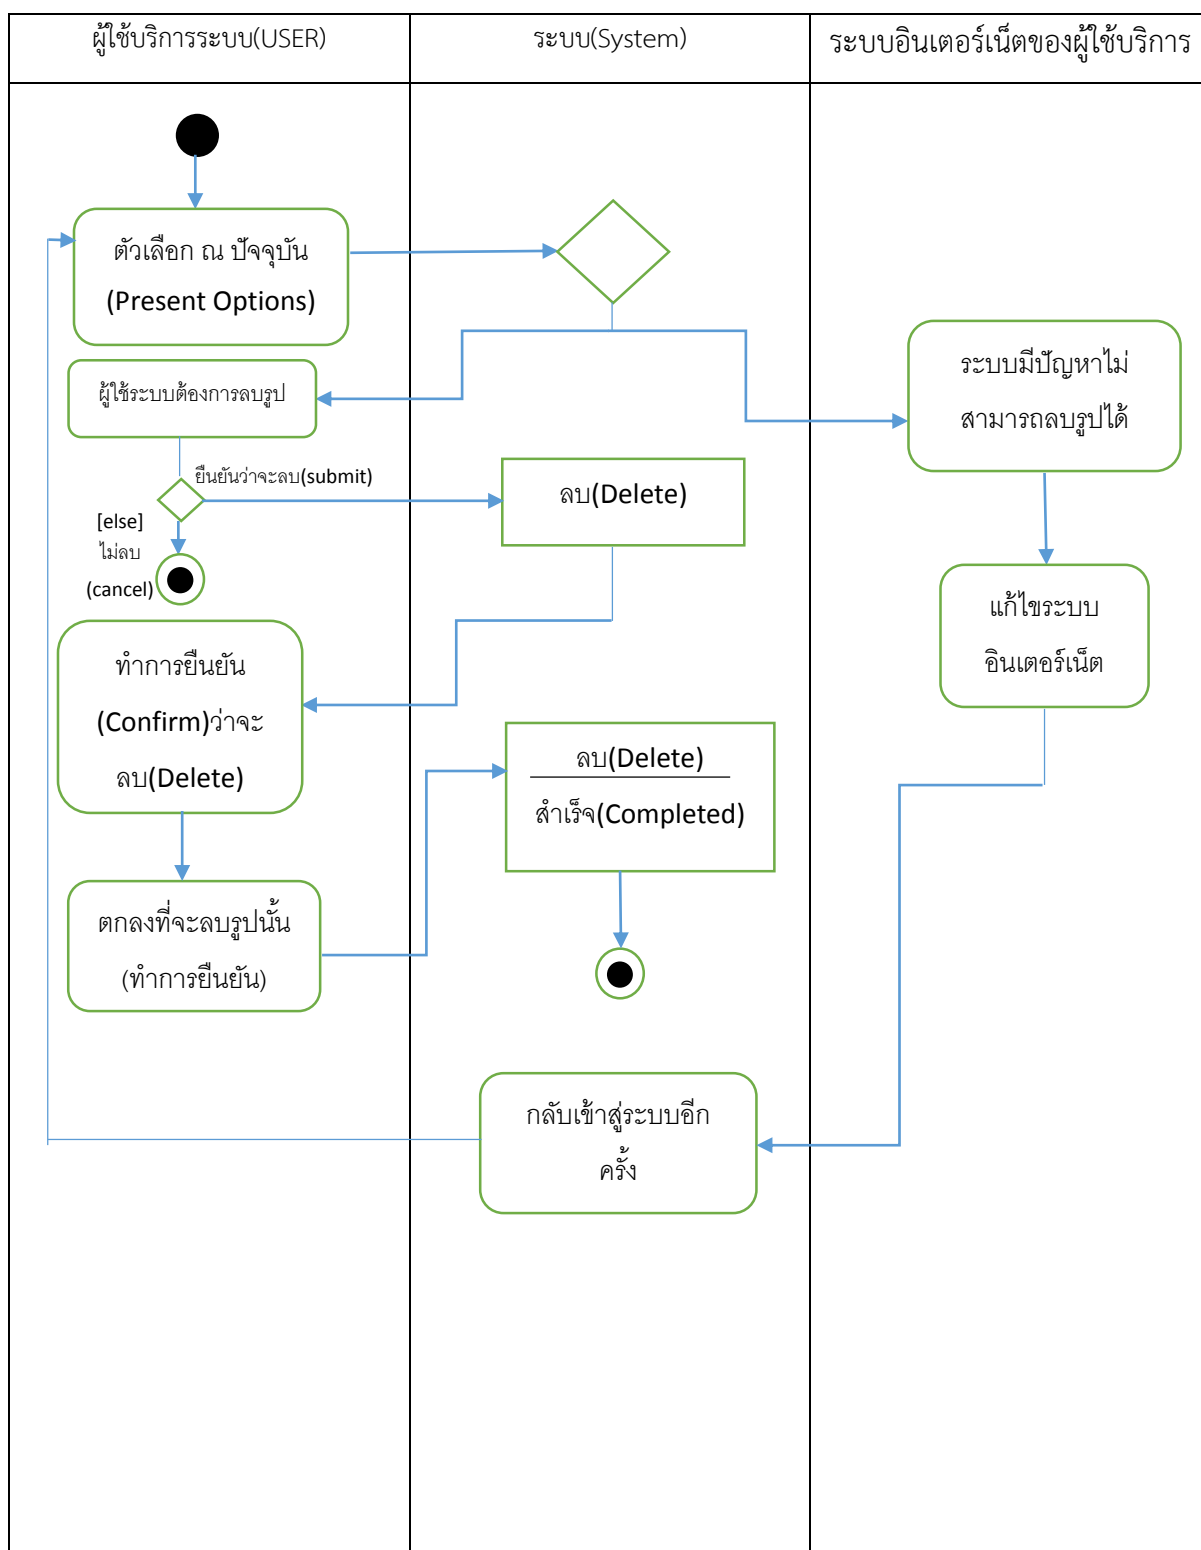 ผู้ใช้บริการระบบ(USER)
ระบบ(System)
ระบบอินเตอร์เน็ตของผู้ใช้บริการ
ตัวเลือก ณ ปัจจุบัน
(Present Options)
ระบบมีปัญหาไม่
สามารถลบรูปได้
ผู้ใช้ระบบต้องการลบรูป
ยืนยันว่าจะลบ(submit)
ลบ(Delete)
[else]
ไม่ลบ
(cancel)
แก้ไขระบบ
อินเตอร์เน็ต
ทำการยืนยัน
(Confirm)ว่าจะ
ลบ(Delete)
ลบ(Delete)
สำเร็จ(Completed)
ตกลงที่จะลบรูปนั้น
(ทำการยืนยัน)
กลับเข้าสู่ระบบอีก
ครั้ง